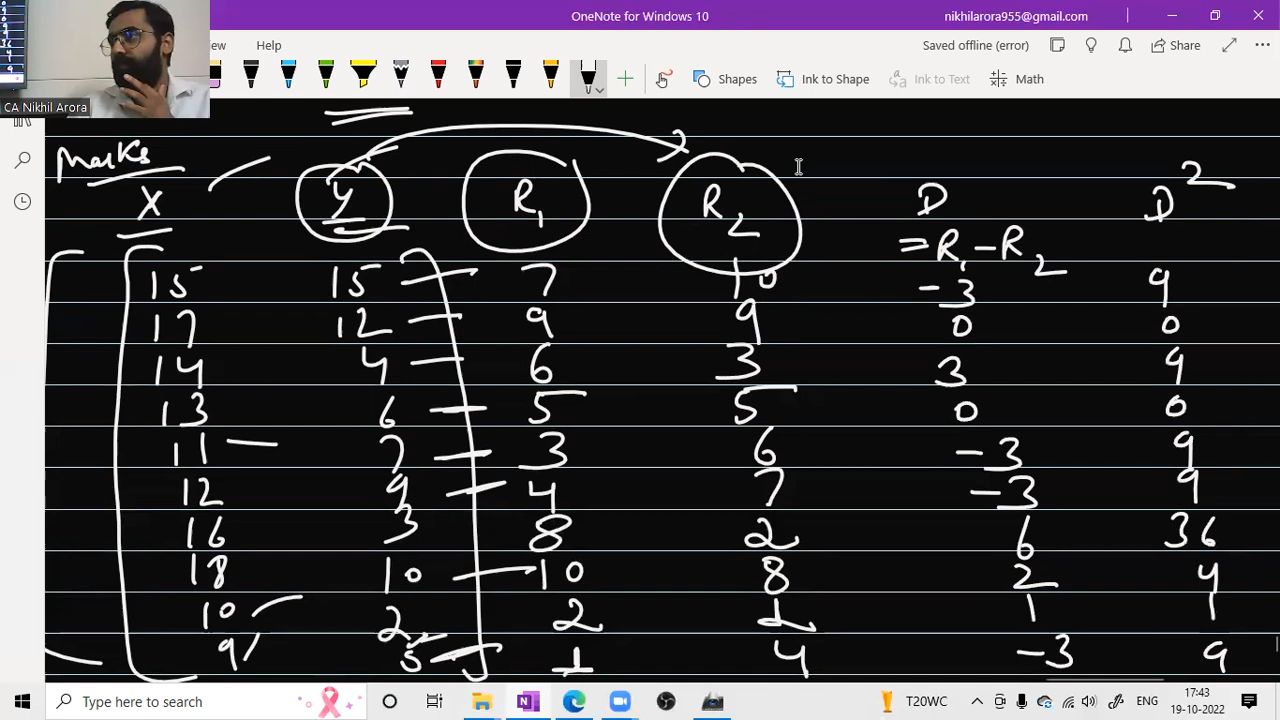 OneNote for Windows 10
nikhilarora955@gmail.com
Help
Saved offline (error)
Share
Shapes
Ink to Shape
Ink to Text
Math
CA Nikhil Arora
Marks
X y R1 R2 D D2
= R1 - R2
15 15 7 10 -3 9
17 12 9 9 0 0
14 4 6 3 3 9
13 6 5 5 0 0
11 7 3 6 -3 9
12 9 4 7 -3 9
16 3 8 2 6 36
18 10 10 8 2 4
10 2 2 1 1 1
9 5 1 4 -3 9
Type here to search
T20WC
ENG
17:43
19-10-2022